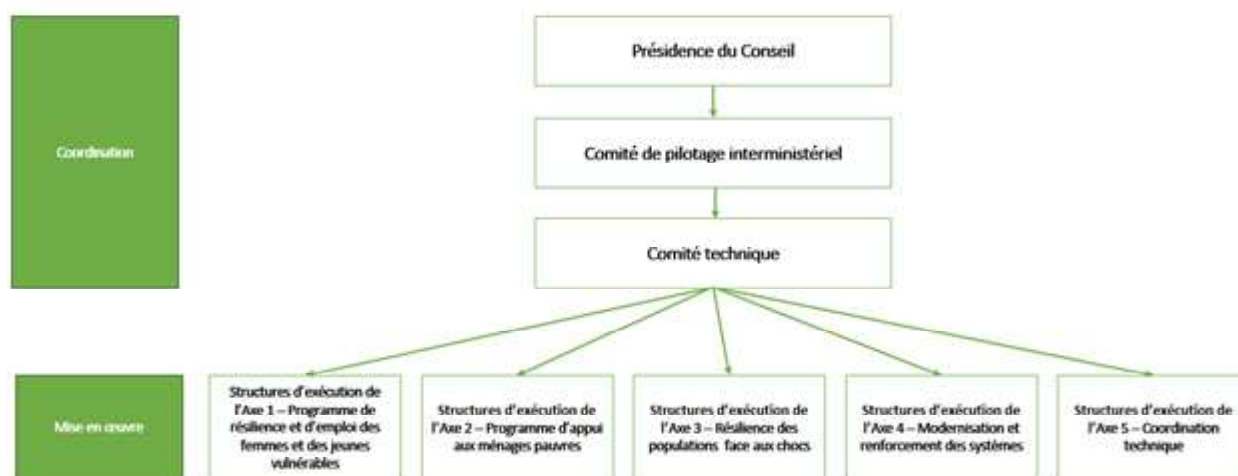 Coordination
Présidence du Conseil
Comité de pilotage interministériel
Comité technique
Mise en œuvre
Structures d'exécution de
l'Axe 1 – Programme de
résilience et d'emploi des
femmes et des jeunes
vulnérables
Structures d'exécution de
l'Axe 2 – Programme d'appui
aux ménages pauvres
Structures d'exécution de
l'Axe 3 – Résilience des
populations face aux chocs
Structures d'exécution de
l'Axe 4 – Modernisation et
renforcement des systèmes
Structures d'exécution de
l'Axe 5 – Coordination
technique